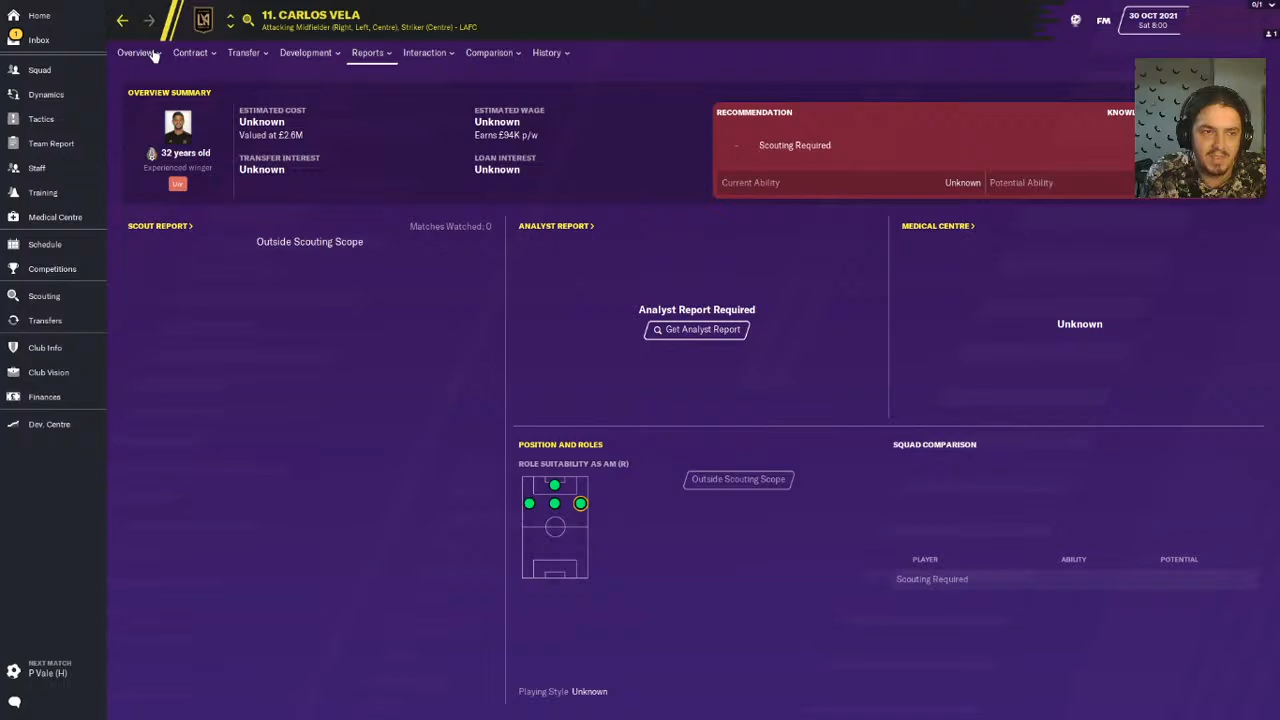 0/1
Home
11. CARLOS VELA
Attacking Midfielder (Right, Left, Centre), Striker (Centre) - LAFC
FM
30 OCT 2021
Sat 8:00
1
1
Inbox
Overview
Contract
Transfer
Development
Reports
Interaction
Comparison
History
Squad
Dynamics
Tactics
Team Report
Staff
Training
Medical Centre
Schedule
Competitions
Scouting
Transfers
Club Info
Club Vision
Finances
Dev. Centre
NEXT MATCH
P Vale (H)
OVERVIEW SUMMARY
32 years old
Experienced winger
Unr
ESTIMATED COST
Unknown
Valued at £2.6M
TRANSFER INTEREST
Unknown
ESTIMATED WAGE
Unknown
Earns £94K p/w
LOAN INTEREST
Unknown
RECOMMENDATION
- Scouting Required
Current Ability Unknown
Potential Ability
SCOUT REPORT >
Matches Watched: 0
Outside Scouting Scope
ANALYST REPORT >
Analyst Report Required
Get Analyst Report
MEDICAL CENTRE >
Unknown
POSITION AND ROLES
ROLE SUITABILITY AS AM (R)
Outside Scouting Scope
Playing Style Unknown
SQUAD COMPARISON
PLAYER ABILITY POTENTIAL
Scouting Required